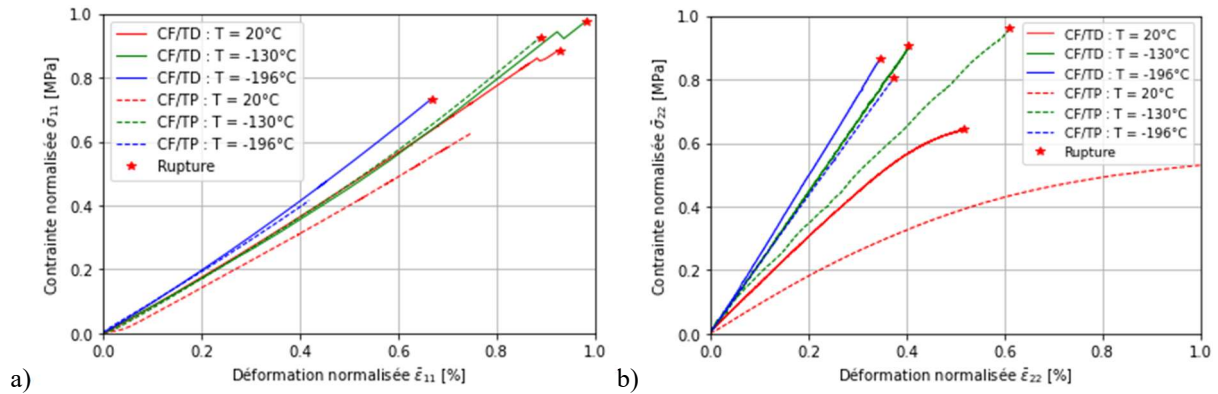 1.0
0.8
0.6
0.4
0.2
0.0
Contrainte normalisée σ̄₁₁ [MPa]
CF/TD : T = 20°C
CF/TD : T = -130°C
CF/TD : T = -196°C
CF/TP : T = 20°C
CF/TP : T = -130°C
CF/TP : T = -196°C
Rupture
0.0 0.2 0.4 0.6 0.8 1.0
Déformation normalisée ε̄₁₁ [%]
a)
1.0
0.8
0.6
0.4
0.2
0.0
Contrainte normalisée σ̄₂₂ [MPa]
CF/TD : T = 20°C
CF/TD : T = -130°C
CF/TD : T = -196°C
CF/TP : T = 20°C
CF/TP : T = -130°C
CF/TP : T = -196°C
Rupture
0.0 0.2 0.4 0.6 0.8 1.0
Déformation normalisée ε̄₂₂ [%]
b)